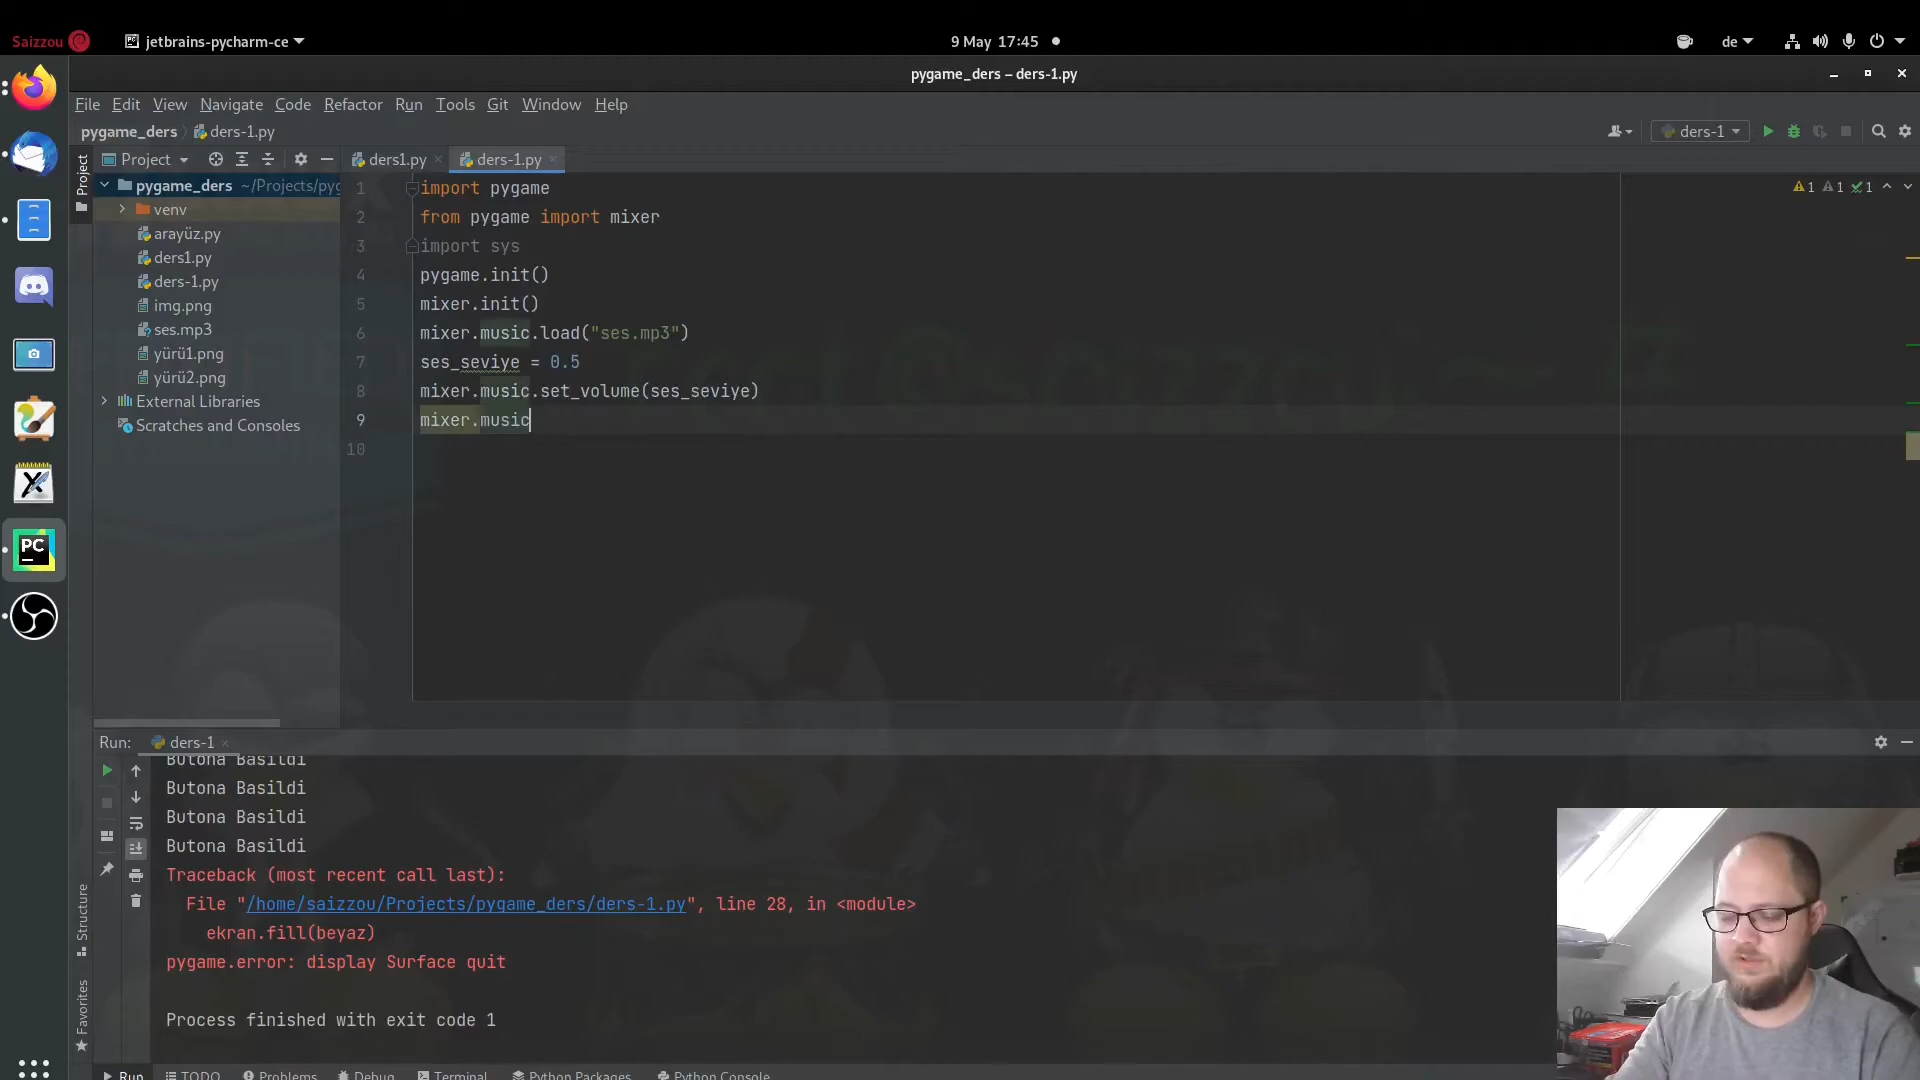 Saizzou
jetbrains-pycharm-ce
9 May 17:45
de
pygame_ders – ders-1.py
File Edit View Navigate Code Refactor Run Tools Git Window Help
pygame_ders ders-1.py
ders-1
Project
Project
ders1.py
ders-1.py
pygame_ders ~/Projects/pyg
venv
arayüz.py
ders1.py
ders-1.py
img.png
ses.mp3
yürü1.png
yürü2.png
External Libraries
Scratches and Consoles
1 import pygame
2 from pygame import mixer
3 import sys
4 pygame.init()
5 mixer.init()
6 mixer.music.load("ses.mp3")
7 ses_seviye = 0.5
8 mixer.music.set_volume(ses_seviye)
9 mixer.music
10
1 1 1
Run: ders-1
Butona Basildi
Butona Basildi
Butona Basildi
Butona Basildi
Traceback (most recent call last):
File "/home/saizzou/Projects/pygame_ders/ders-1.py", line 28, in <module>
ekran.fill(beyaz)
pygame.error: display Surface quit
Process finished with exit code 1
Structure
Favorites
Run TODO Problems Debug Terminal Python Packages Python Console